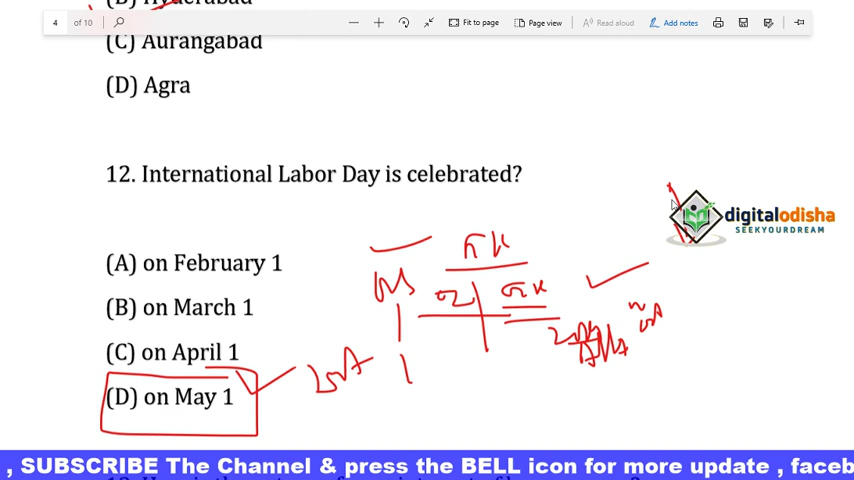 (B) Hyderabad
4 of 10 Fit to page Page view Read aloud Add notes
(C) Aurangabad
(D) Agra
12. International Labor Day is celebrated?
digitalodisha
SEEKYOURDREAM
(A) on February 1
(B) on March 1
(C) on April 1
(D) on May 1
, SUBSCRIBE The Channel & press the BELL icon for more update , faceb